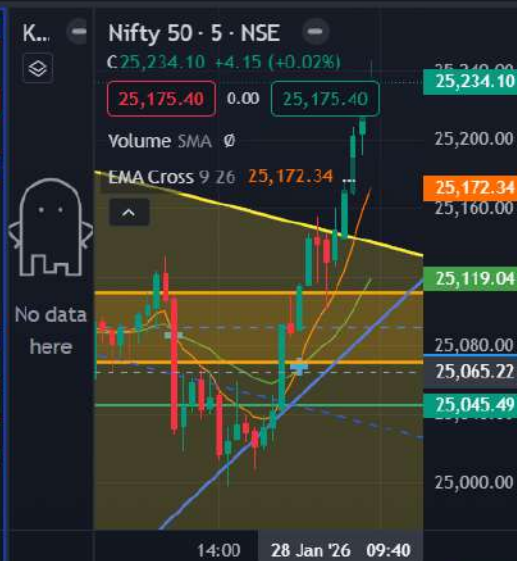 K...
Nifty 50 · 5 · NSE
C25,234.10 +4.15 (+0.02%)
25,175.40 0.00 25,175.40
Volume SMA Ø
EMA Cross 9 26 25,172.34 ...
No data
here
25,240.00
25,234.10
25,200.00
25,172.34
25,160.00
25,119.04
25,080.00
25,065.22
25,045.49
25,000.00
14:00 28 Jan '26 09:40